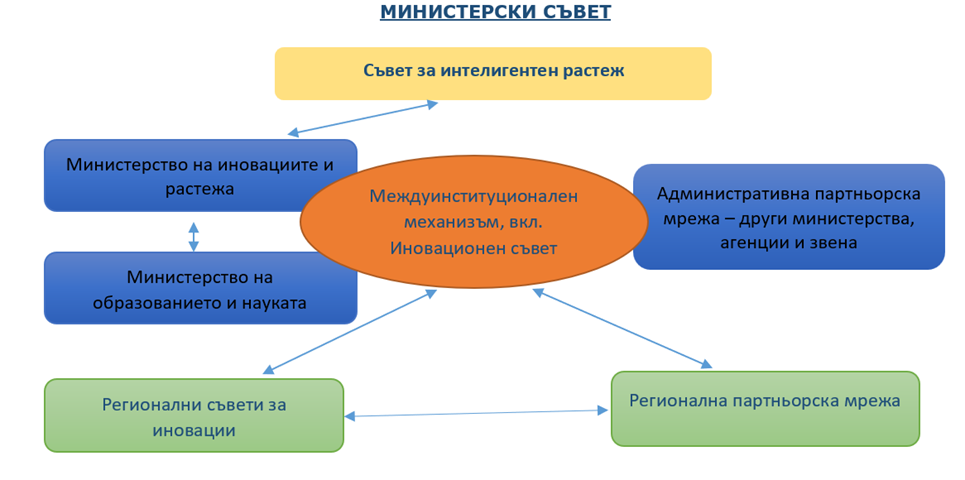 МИНИСТЕРСКИ СЪВЕТ
Съвет за интелигентен растеж
Министерство на иновациите и
растежа
Междуинституционален
механизъм, вкл.
Иновационен съвет
Административна партньорска
мрежа – други министерства,
агенции и звена
Министерство на
образованието и науката
Регионални съвети за
иновации
Регионална партньорска мрежа